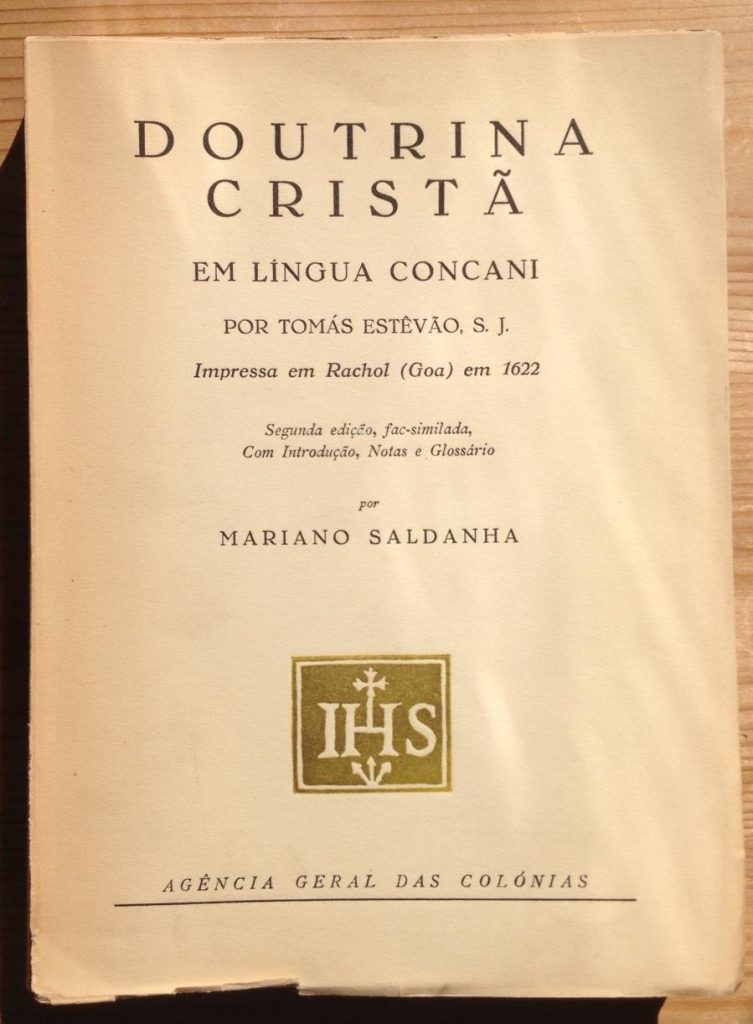 DOUTRINA
CRISTÃ
EM LÍNGUA CONCANI
POR TOMÁS ESTÊVÃO, S. J.
Impressa em Rachol (Goa) em 1622
Segunda edição, fac-similada,
Com Introdução, Notas e Glossário
por
MARIANO SALDANHA
IHS
AGÊNCIA GERAL DAS COLÓNIAS